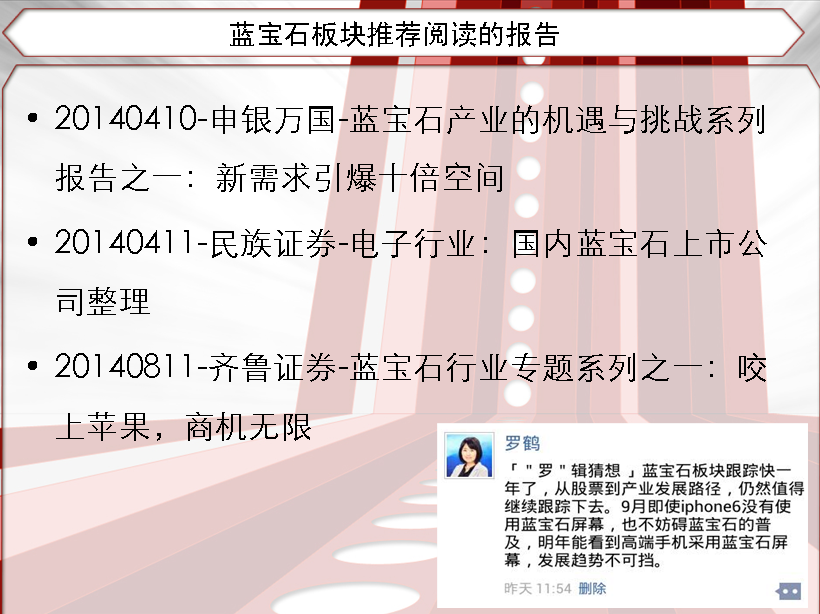 蓝宝石板块推荐阅读的报告
• 20140410-申银万国-蓝宝石产业的机遇与挑战系列
报告之一：新需求引爆十倍空间
• 20140411-民族证券-电子行业：国内蓝宝石上市公
司整理
• 20140811-齐鲁证券-蓝宝石行业专题系列之一：咬
上苹果，商机无限
罗鹤
「＂罗＂辑猜想」蓝宝石板块跟踪快一
年了，从股票到产业发展路径，仍然值得
继续跟踪下去。9月即使iphone6没有使
用蓝宝石屏幕，也不妨碍蓝宝石的普
及，明年能看到高端手机采用蓝宝石屏
幕，发展趋势不可挡。
昨天 11:54 删除